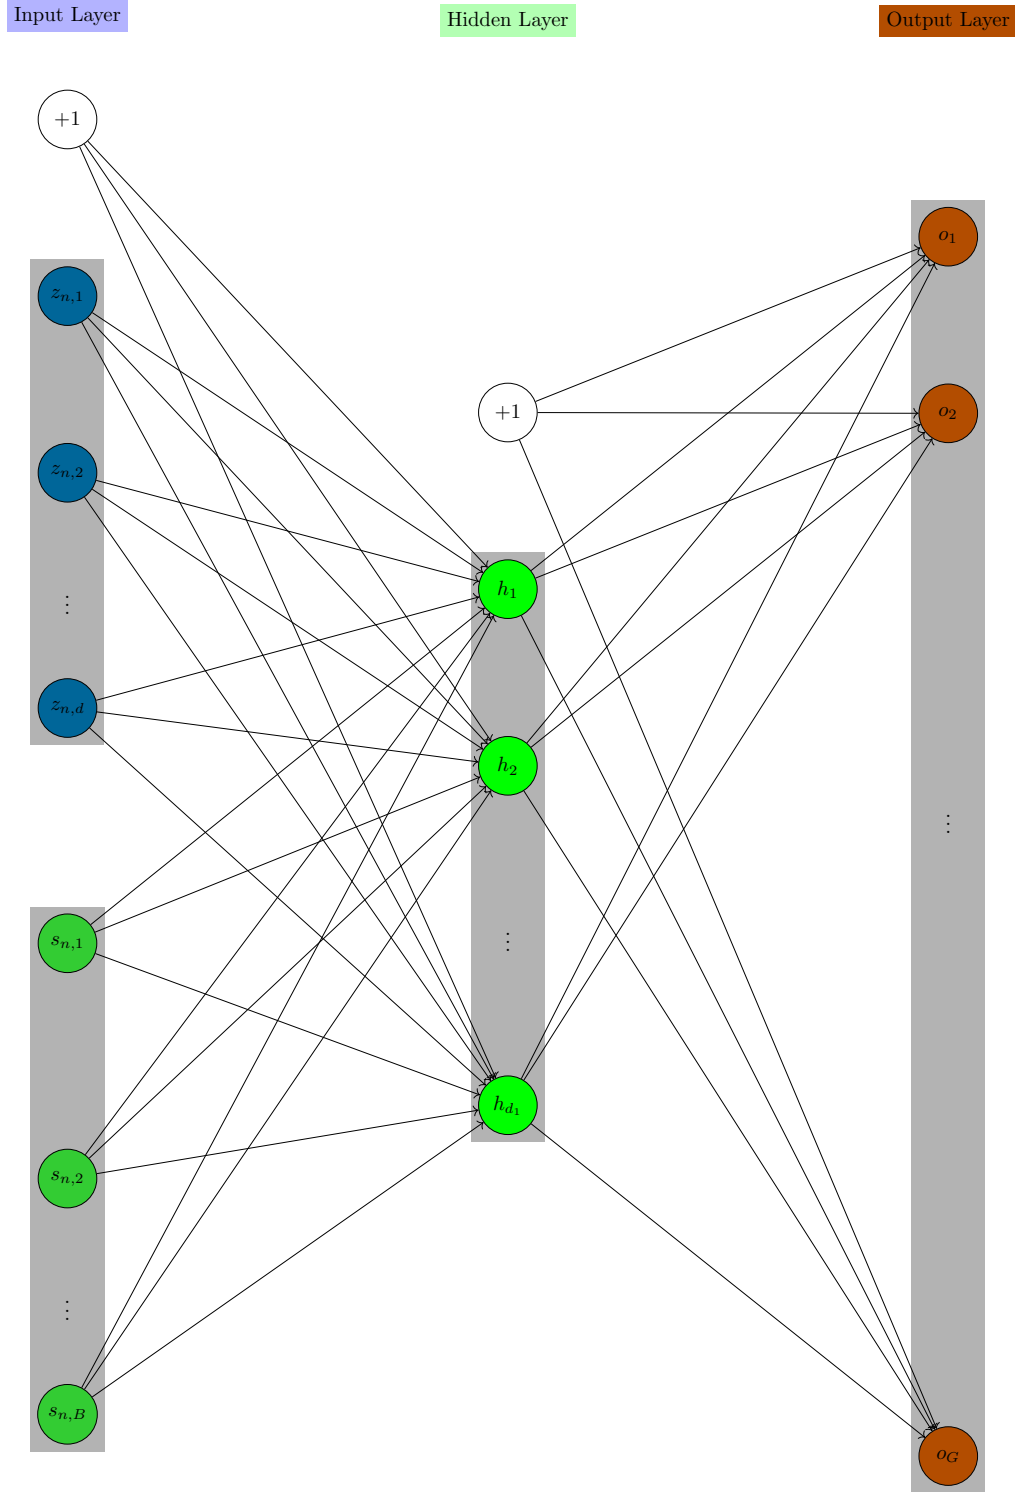 Input Layer
Hidden Layer
Output Layer
+1
z_{n,1}
z_{n,2}
⋮
z_{n,d}
s_{n,1}
s_{n,2}
⋮
s_{n,B}
+1
h_1
h_2
⋮
h_{d_1}
o_1
o_2
⋮
o_G